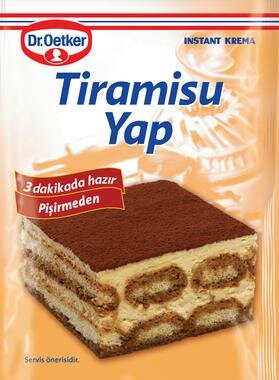 Dr.Oetker
INSTANT KREMA
Tiramisu
Yap
3 dakikada hazır
Pişirmeden
Servis önerisidir.